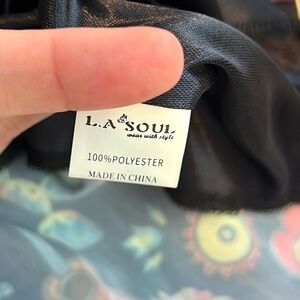 L.A SOUL
wear with style
100%POLYESTER
MADE IN CHINA